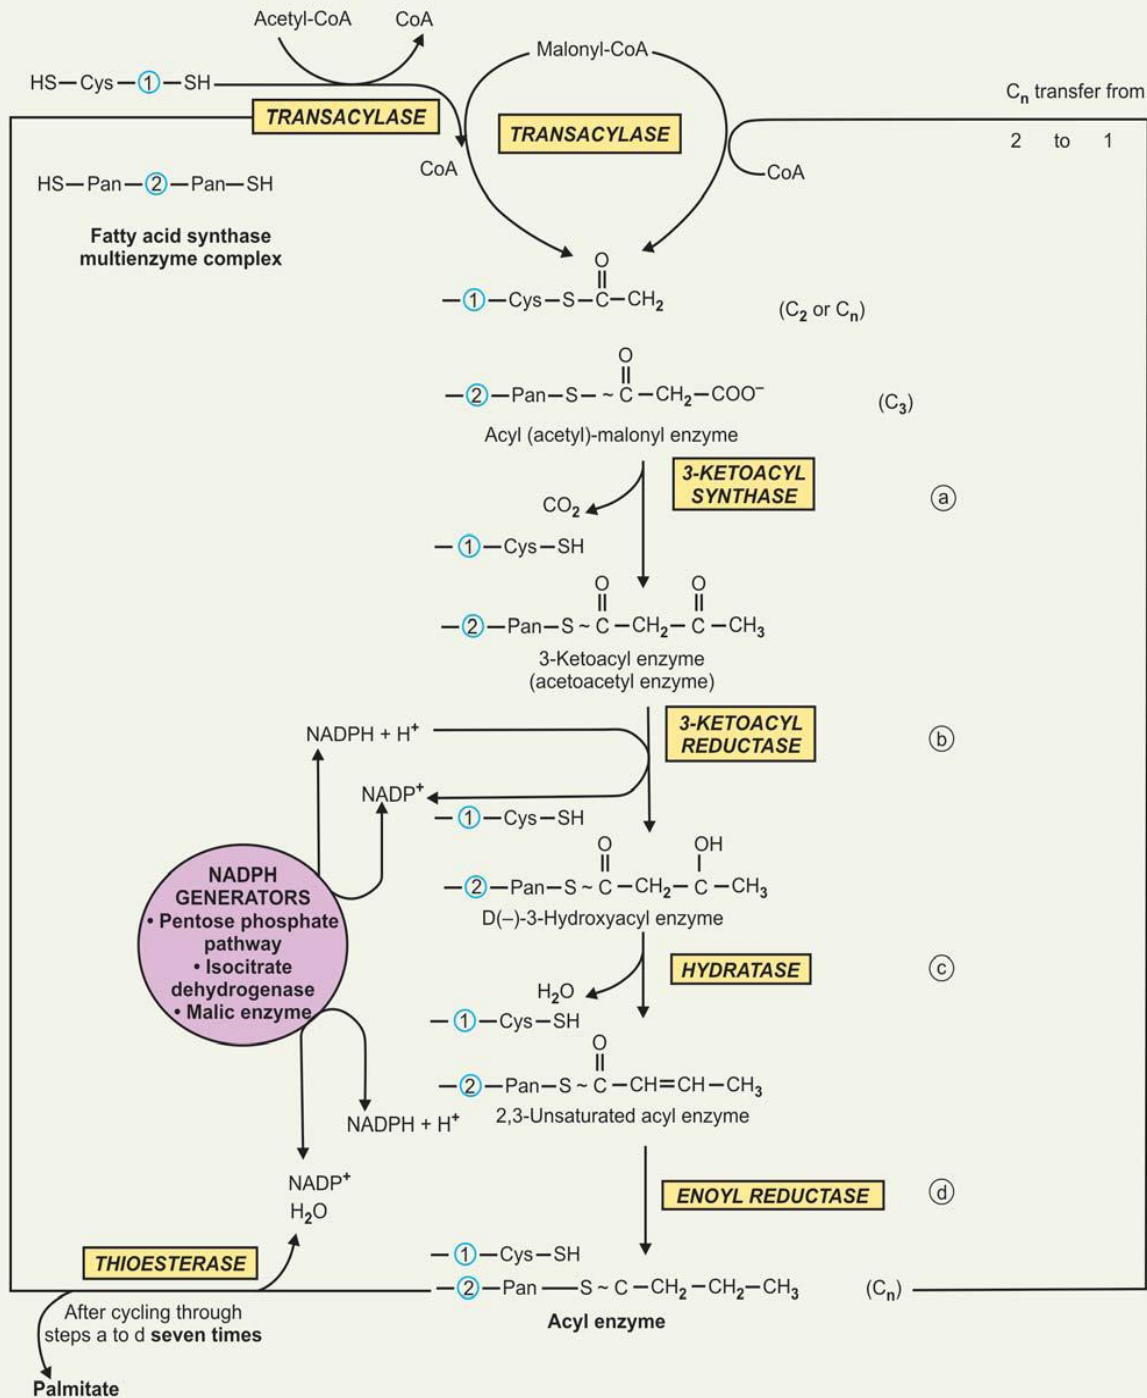 Acetyl-CoA CoA
Malonyl-CoA
HS—Cys—1—SH
TRANSACYLASE
TRANSACYLASE
Cn transfer from
2 to 1
CoA
CoA
HS—Pan—2—Pan—SH
Fatty acid synthase
multienzyme complex
O
—1—Cys—S—C—CH2
(C2 or Cn)
O
—2—Pan—S—~C—CH2—COO–
(C3)
Acyl (acetyl)-malonyl enzyme
3-KETOACYL
SYNTHASE
a
CO2
—1—Cys—SH
O O
—2—Pan—S~C—CH2—C—CH3
3-Ketoacyl enzyme
(acetoacetyl enzyme)
3-KETOACYL
REDUCTASE
b
NADPH + H+
NADP+
—1—Cys—SH
O OH
—2—Pan—S~C—CH2—C—CH3
D(–)-3-Hydroxyacyl enzyme
NADPH
GENERATORS
• Pentose phosphate
pathway
• Isocitrate
dehydrogenase
• Malic enzyme
HYDRATASE
c
H2O
—1—Cys—SH
O
—2—Pan—S~C—CH=CH—CH3
2,3-Unsaturated acyl enzyme
NADPH + H+
NADP+
H2O
ENOYL REDUCTASE
d
THIOESTERASE
—1—Cys—SH
—2—Pan—S~C—CH2—CH2—CH3
(Cn)
Acyl enzyme
After cycling through
steps a to d seven times
Palmitate